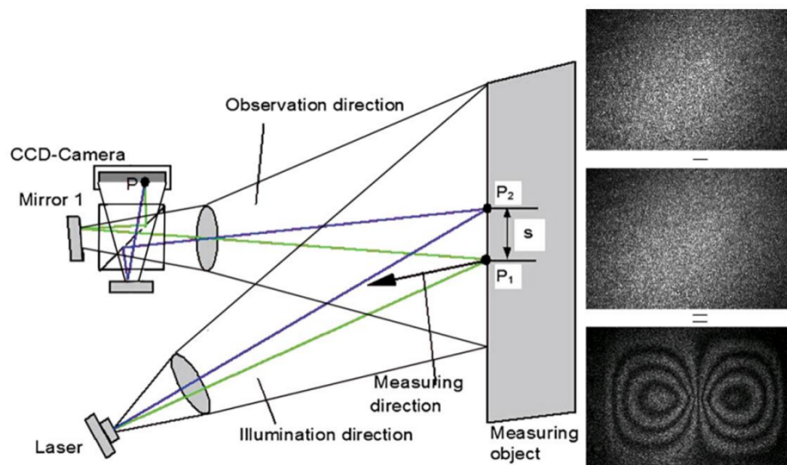 Observation direction
CCD-Camera
P
Mirror 1
P₂
s
P₁
Measuring
direction
Laser
Illumination direction
Measuring
object